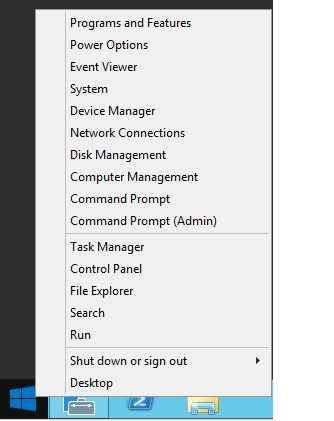 Programs and Features
Power Options
Event Viewer
System
Device Manager
Network Connections
Disk Management
Computer Management
Command Prompt
Command Prompt (Admin)
Task Manager
Control Panel
File Explorer
Search
Run
Shut down or sign out
Desktop